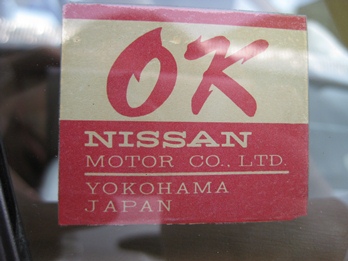 OK
NISSAN
MOTOR CO., LTD.
YOKOHAMA
JAPAN